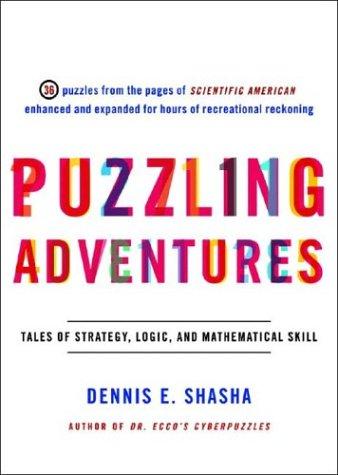 36 puzzles from the pages of SCIENTIFIC AMERICAN
enhanced and expanded for hours of recreational reckoning
PUZZLING
ADVENTURES
TALES OF STRATEGY, LOGIC, AND MATHEMATICAL SKILL
DENNIS E. SHASHA
AUTHOR OF DR. ECCO'S CYBERPUZZLES